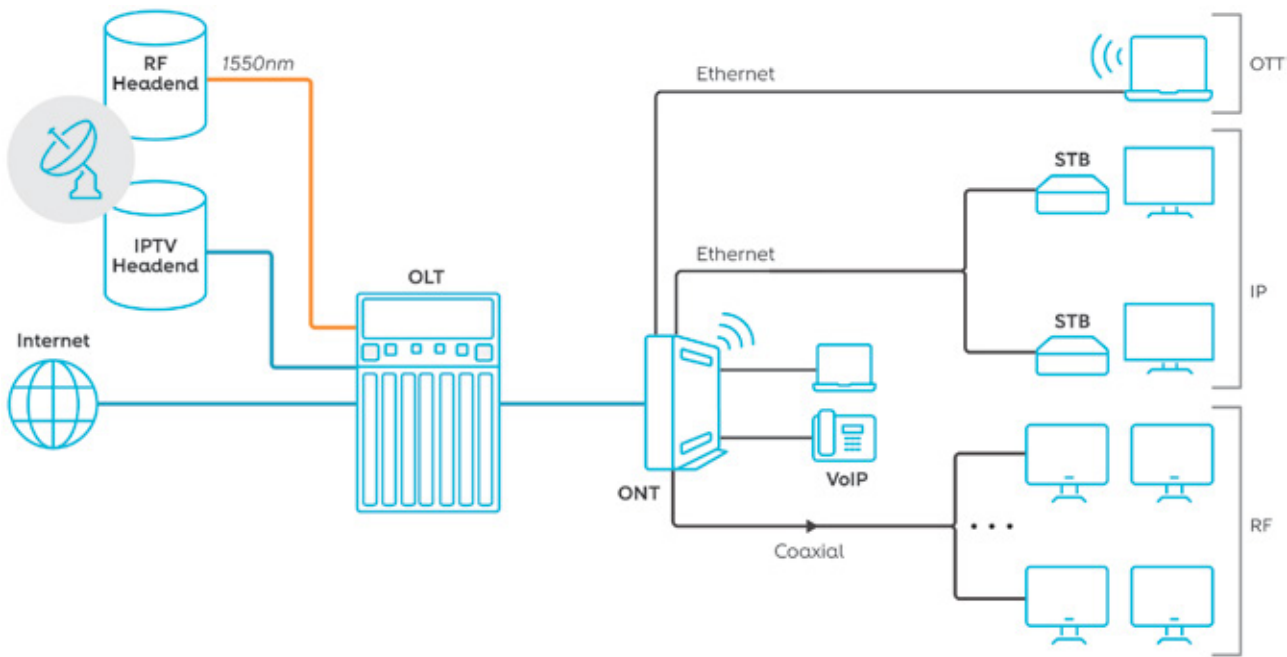 RF
Headend
1550nm
IPTV
Headend
Internet
OLT
Ethernet
OTT
STB
Ethernet
IP
STB
VoIP
ONT
Coaxial
RF